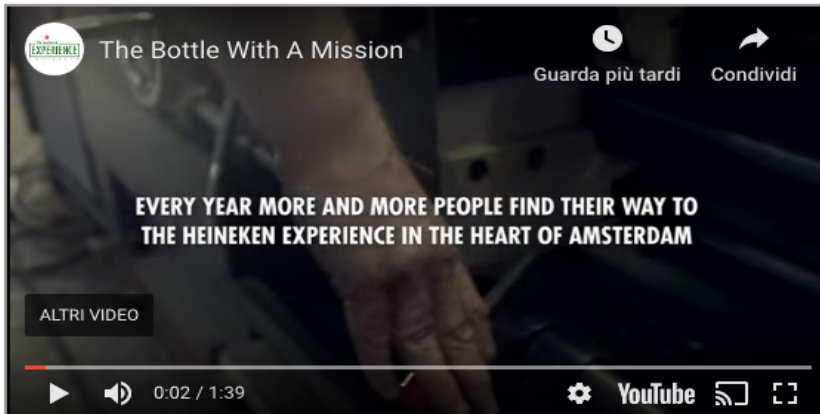 EXPERIENCE
The Bottle With A Mission
Guarda più tardi
Condividi
EVERY YEAR MORE AND MORE PEOPLE FIND THEIR WAY TO
THE HEINEKEN EXPERIENCE IN THE HEART OF AMSTERDAM
ALTRI VIDEO
0:02 / 1:39
YouTube